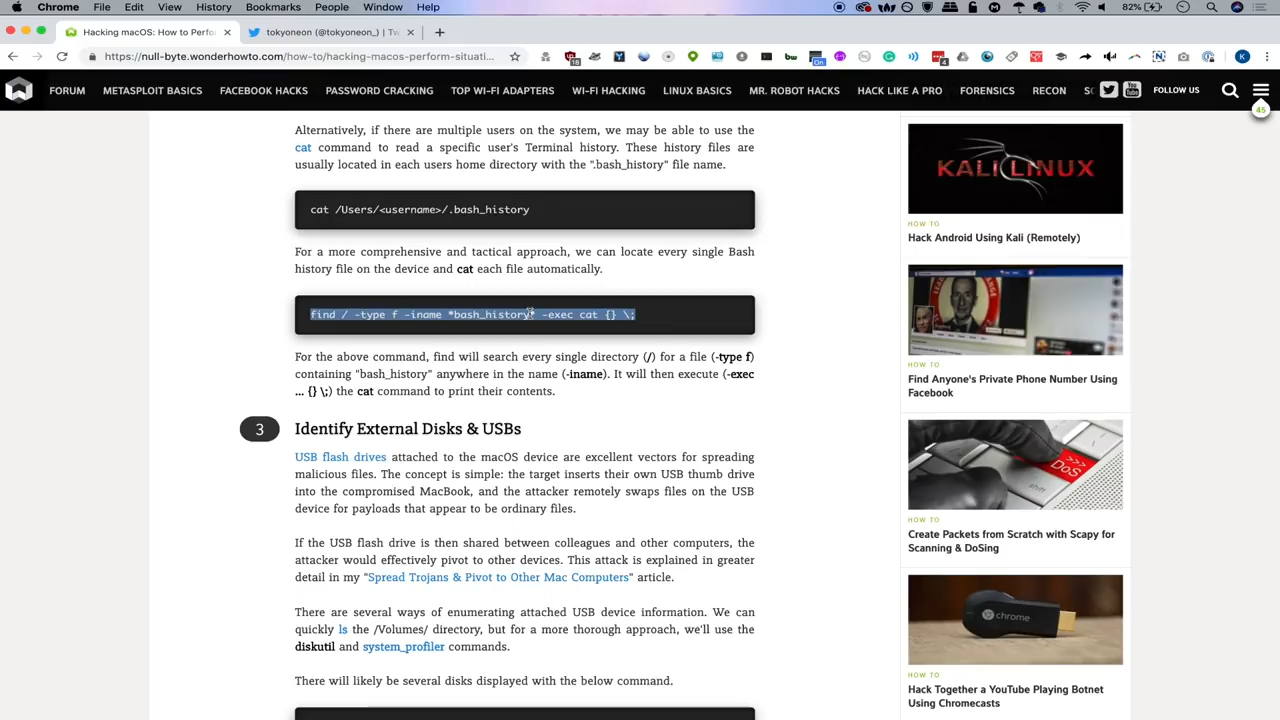 Chrome File Edit View History Bookmarks People Window Help
82%
Hacking macOS: How to Perfo
tokyoneon (@tokyoneon_) | Tw
https://null-byte.wonderhowto.com/how-to/hacking-macos-perform-situati...
18
bw
On
4
K
FORUM METASPLOIT BASICS FACEBOOK HACKS PASSWORD CRACKING TOP WI-FI ADAPTERS WI-FI HACKING LINUX BASICS MR. ROBOT HACKS HACK LIKE A PRO FORENSICS RECON
FOLLOW US
45
Alternatively, if there are multiple users on the system, we may be able to use the
cat command to read a specific user's Terminal history. These history files are
usually located in each users home directory with the ".bash_history" file name.
cat /Users/<username>/.bash_history
For a more comprehensive and tactical approach, we can locate every single Bash
history file on the device and cat each file automatically.
find / -type f -iname *bash_history* -exec cat {} \;
For the above command, find will search every single directory (/) for a file (-type f)
containing "bash_history" anywhere in the name (-iname). It will then execute (-exec
... {} \;) the cat command to print their contents.
3
Identify External Disks & USBs
USB flash drives attached to the macOS device are excellent vectors for spreading
malicious files. The concept is simple: the target inserts their own USB thumb drive
into the compromised MacBook, and the attacker remotely swaps files on the USB
device for payloads that appear to be ordinary files.
If the USB flash drive is then shared between colleagues and other computers, the
attacker would effectively pivot to other devices. This attack is explained in greater
detail in my "Spread Trojans & Pivot to Other Mac Computers" article.
There are several ways of enumerating attached USB device information. We can
quickly ls the /Volumes/ directory, but for a more thorough approach, we'll use the
diskutil and system_profiler commands.
There will likely be several disks displayed with the below command.
KALI LINUX
HOW TO
Hack Android Using Kali (Remotely)
HOW TO
Find Anyone's Private Phone Number Using
Facebook
>>>
DoS
shift
HOW TO
Create Packets from Scratch with Scapy for
Scanning & DoSing
chrome
HOW TO
Hack Together a YouTube Playing Botnet
Using Chromecasts